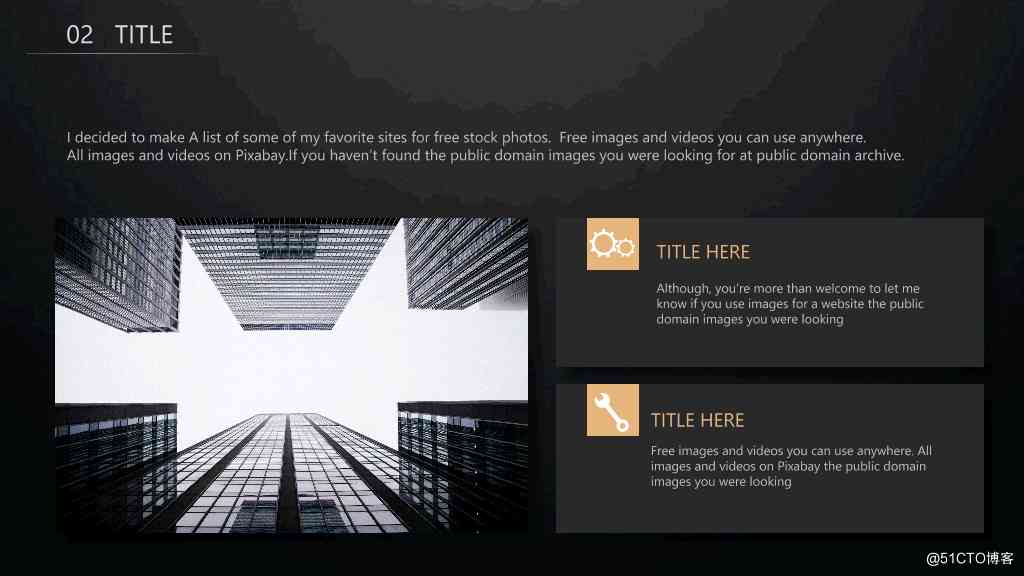 02 TITLE
I decided to make A list of some of my favorite sites for free stock photos. Free images and videos you can use anywhere.
All images and videos on Pixabay.If you haven't found the public domain images you were looking for at public domain archive.
TITLE HERE
Although, you're more than welcome to let me
know if you use images for a website the public
domain images you were looking
TITLE HERE
Free images and videos you can use anywhere. All
images and videos on Pixabay the public domain
images you were looking
@51CTO博客